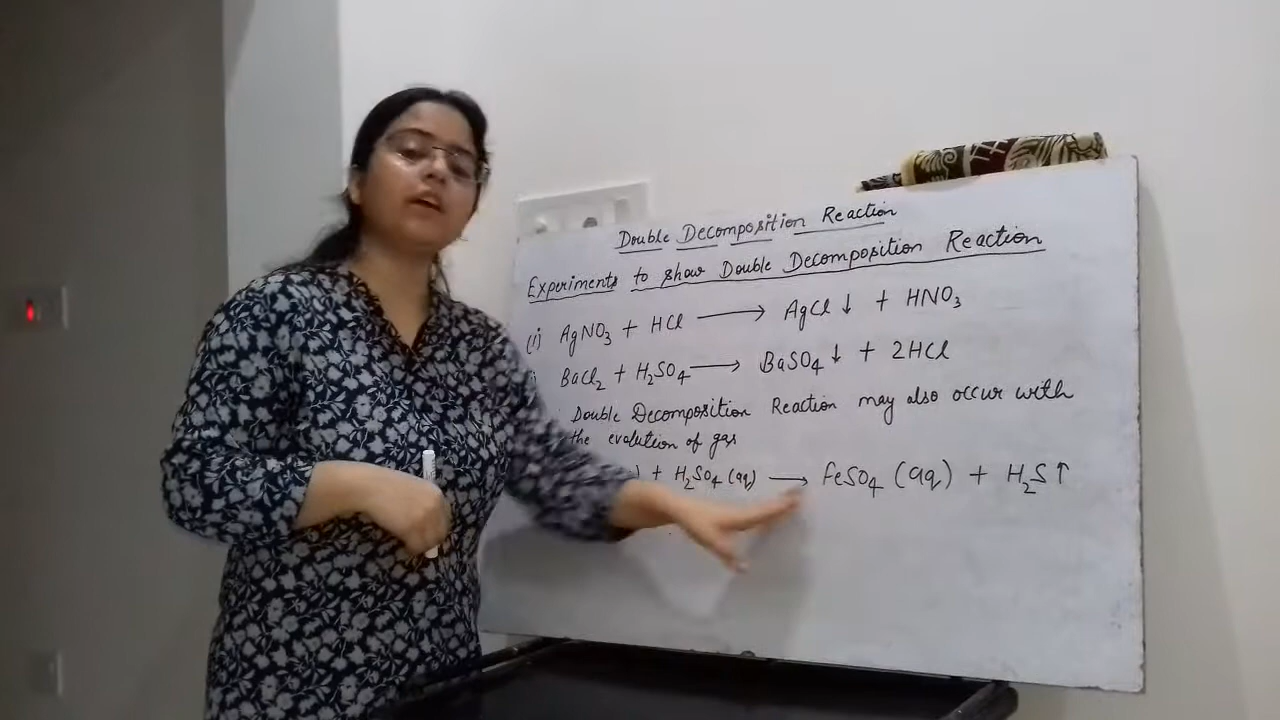 Double Decomposition Reaction
Experiments to show Double Decomposition Reaction
(i) AgNO₃ + HCl ⟶ AgCl ↓ + HNO₃
BaCl₂ + H₂SO₄ ⟶ BaSO₄ ↓ + 2HCl
Double Decomposition Reaction may also occur with
the evolution of gas
) + H₂SO₄ (aq) ⟶ FeSO₄ (aq) + H₂S ↑